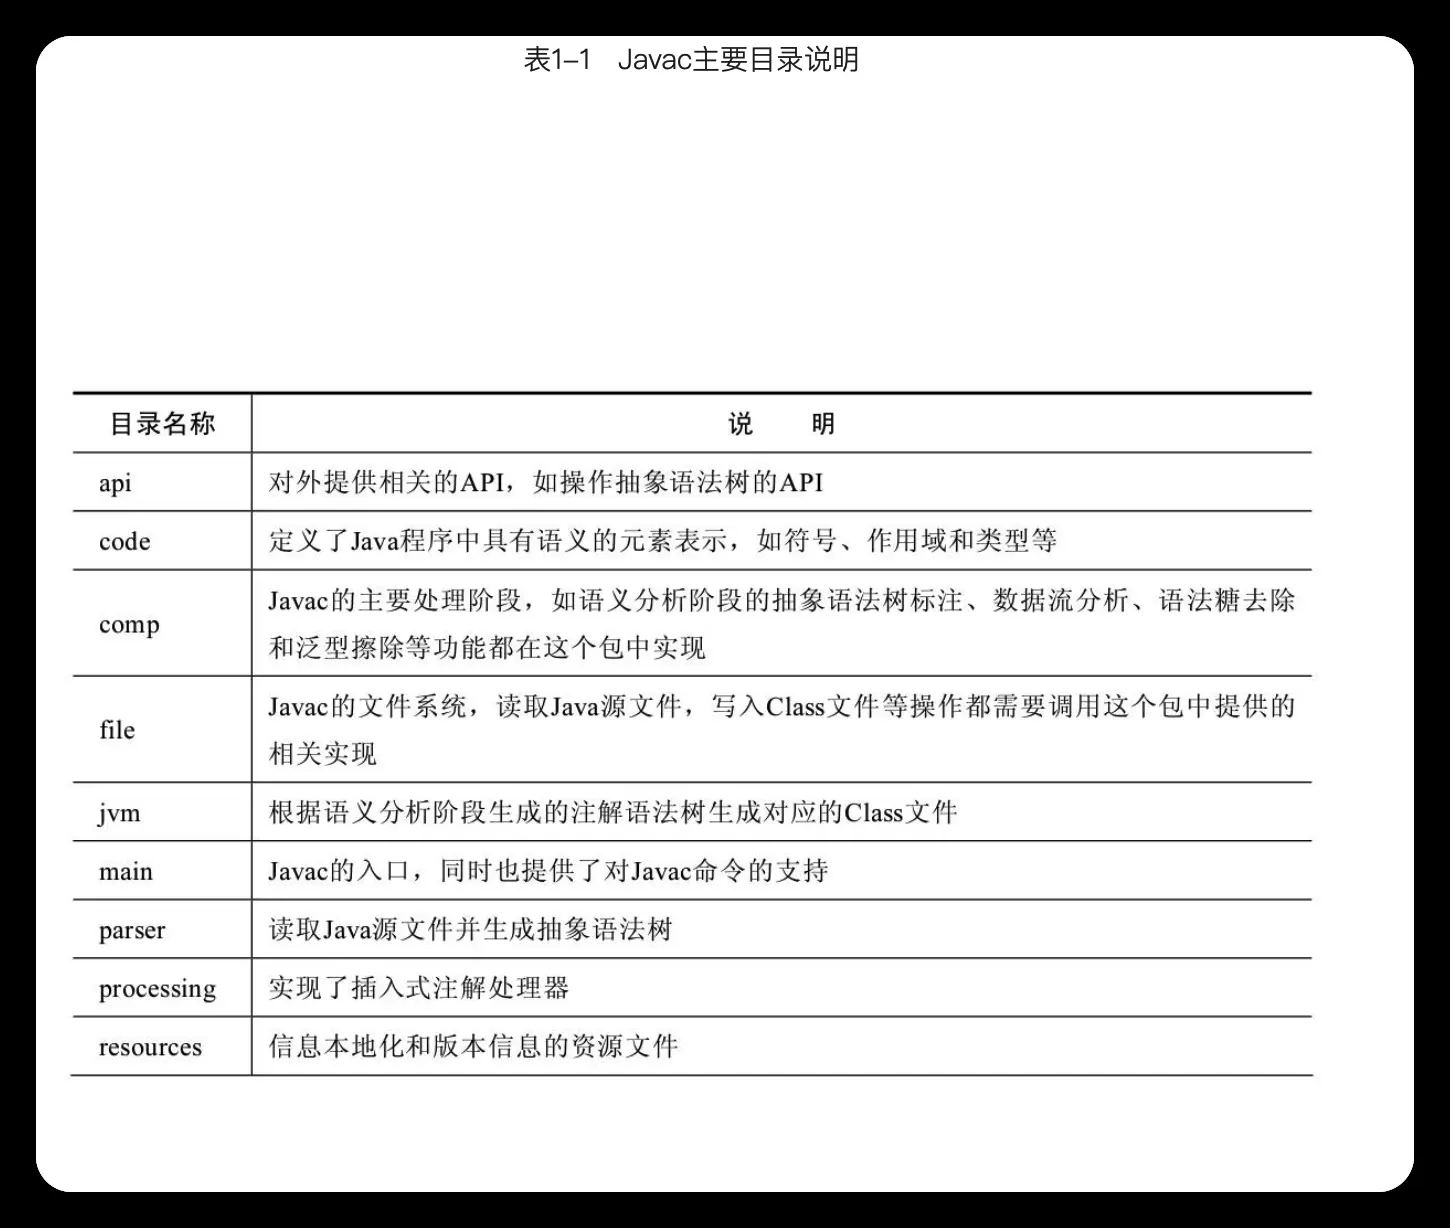 表1–1 Javac主要目录说明
目录名称 说 明
api 对外提供相关的API，如操作抽象语法树的API
code 定义了Java程序中具有语义的元素表示，如符号、作用域和类型等
comp Javac的主要处理阶段，如语义分析阶段的抽象语法树标注、数据流分析、语法糖去除
和泛型擦除等功能都在这个包中实现
file Javac的文件系统，读取Java源文件，写入Class文件等操作都需要调用这个包中提供的
相关实现
jvm 根据语义分析阶段生成的注解语法树生成对应的Class文件
main Javac的入口，同时也提供了对Javac命令的支持
parser 读取Java源文件并生成抽象语法树
processing 实现了插入式注解处理器
resources 信息本地化和版本信息的资源文件